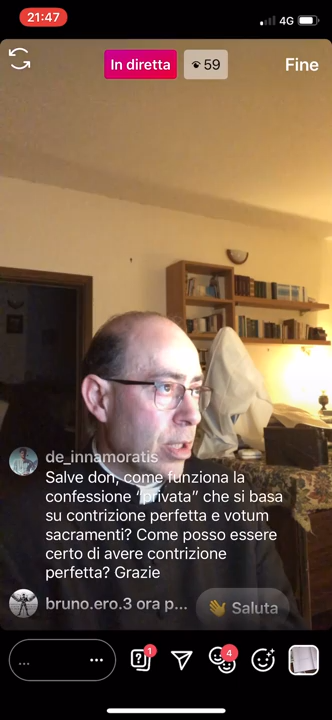 21:47
4G
In diretta
59
Fine
de_innamoratis
Salve don, come funziona la
confessione “privata” che si basa
su contrizione perfetta e votum
sacramenti? Come posso essere
certo di avere contrizione
perfetta? Grazie
bruno.ero.3 ora p...
👋 Saluta
...
1
4